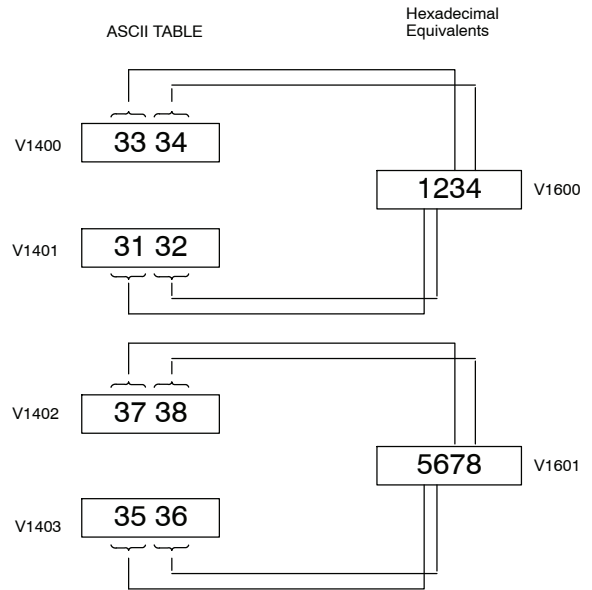 ASCII TABLE
Hexadecimal
Equivalents
V1400
33 34
1234
V1600
V1401
31 32
V1402
37 38
5678
V1601
V1403
35 36